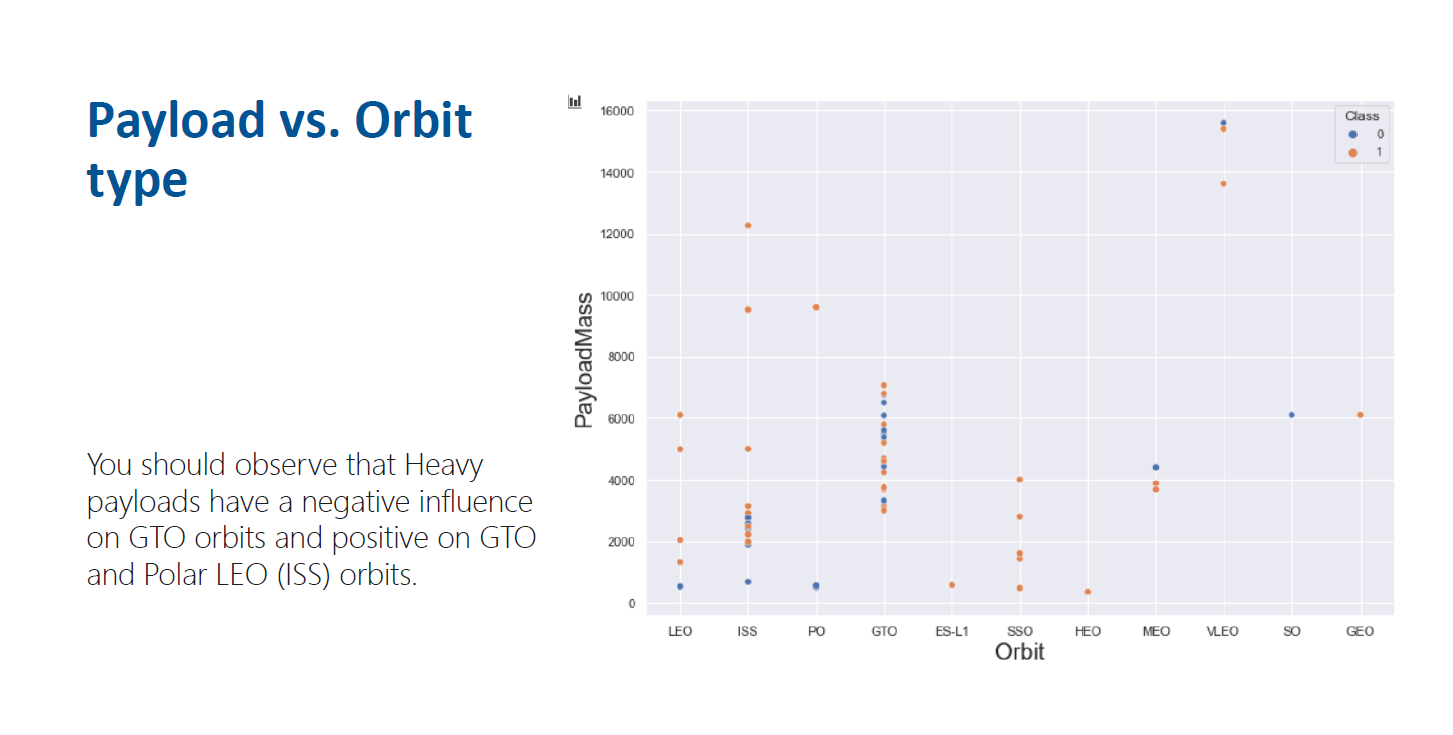 Payload vs. Orbit
type
You should observe that Heavy
payloads have a negative influence
on GTO orbits and positive on GTO
and Polar LEO (ISS) orbits.
PayloadMass
16000
14000
12000
10000
8000
6000
4000
2000
0
Class
0
1
LEO ISS PO GTO ES-L1 SSO HEO MEO VLEO SO GEO
Orbit